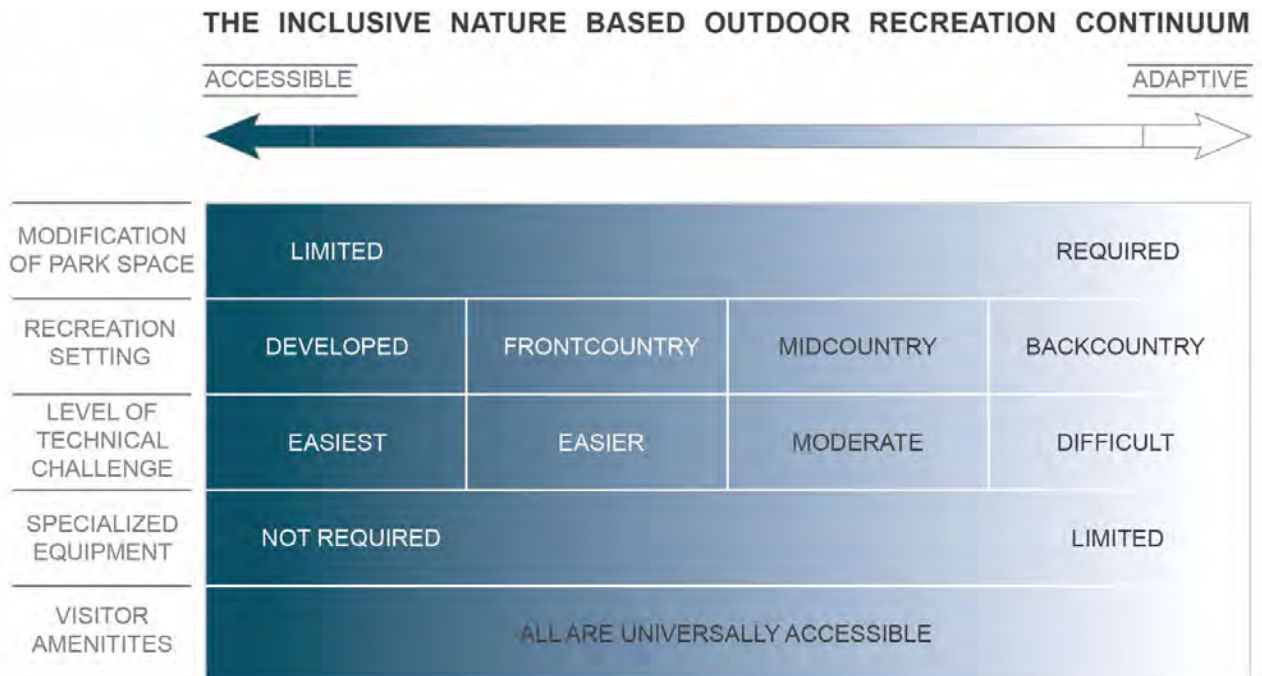 THE INCLUSIVE NATURE BASED OUTDOOR RECREATION CONTINUUM
ACCESSIBLE
ADAPTIVE
MODIFICATION
OF PARK SPACE
LIMITED
REQUIRED
RECREATION
SETTING
DEVELOPED
FRONTCOUNTRY
MIDCOUNTRY
BACKCOUNTRY
LEVEL OF
TECHNICAL
CHALLENGE
EASIEST
EASIER
MODERATE
DIFFICULT
SPECIALIZED
EQUIPMENT
NOT REQUIRED
LIMITED
VISITOR
AMENITITES
ALL ARE UNIVERSALLY ACCESSIBLE